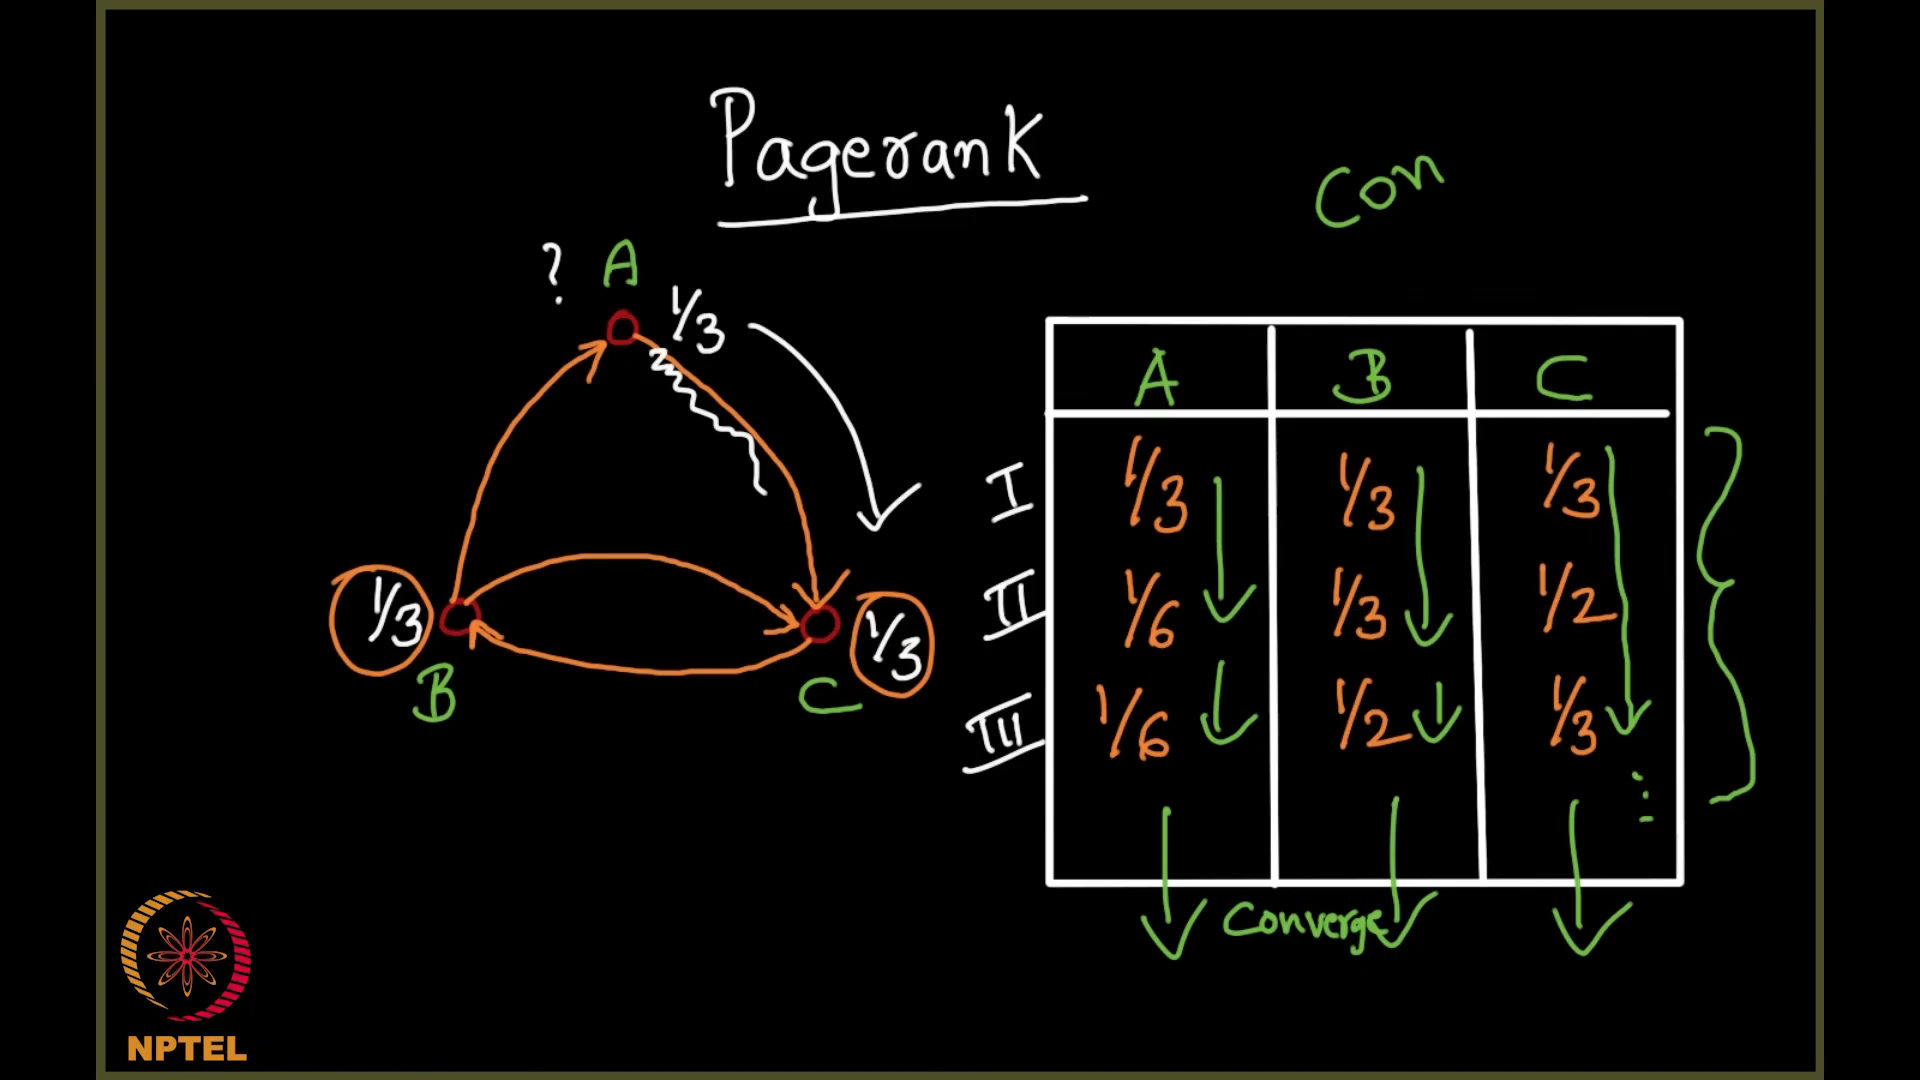 Pagerank
Con
? A
1/3
1/3
B
C
1/3
A B C
I 1/3 1/3 1/3
II 1/6 1/3 1/2
III 1/6 1/2 1/3
Converge
NPTEL